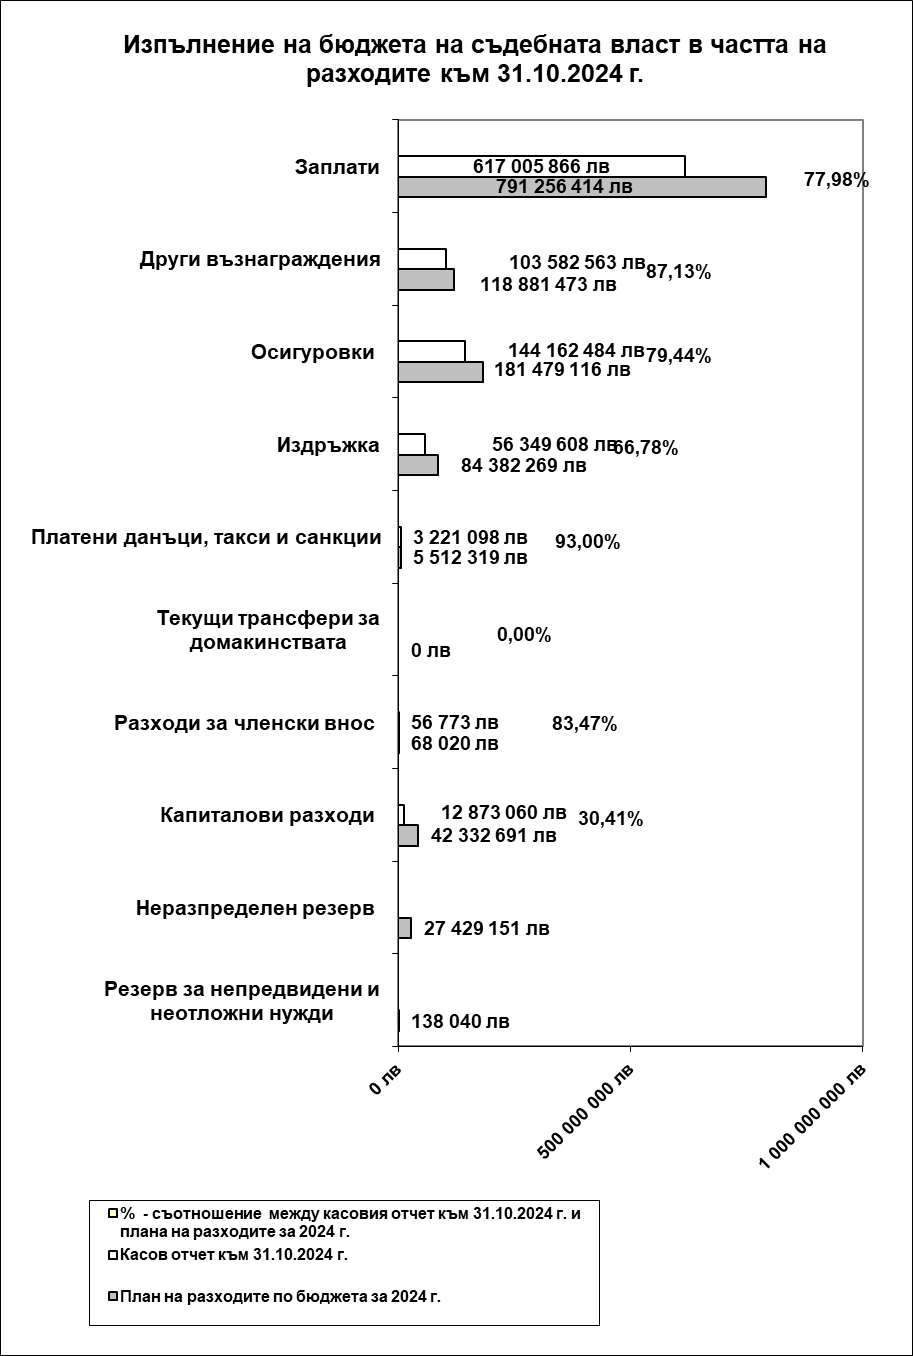 Изпълнение на бюджета на съдебната власт в частта на
разходите към 31.10.2024 г.
Заплати
617 005 866 лв
791 256 414 лв
77,98%
Други възнаграждения
103 582 563 лв
118 881 473 лв
87,13%
Осигуровки
144 162 484 лв
181 479 116 лв
79,44%
Издръжка
56 349 608 лв
84 382 269 лв
66,78%
Платени данъци, такси и санкции
3 221 098 лв
5 512 319 лв
93,00%
Текущи трансфери за
домакинствата
0 лв
0,00%
Разходи за членски внос
56 773 лв
68 020 лв
83,47%
Капиталови разходи
12 873 060 лв
42 332 691 лв
30,41%
Неразпределен резерв
27 429 151 лв
Резерв за непредвидени и
неотложни нужди
138 040 лв
0 лв
500 000 000 лв
1 000 000 000 лв
% - съотношение между касовия отчет към 31.10.2024 г. и
плана на разходите за 2024 г.
Касов отчет към 31.10.2024 г.
План на разходите по бюджета за 2024 г.